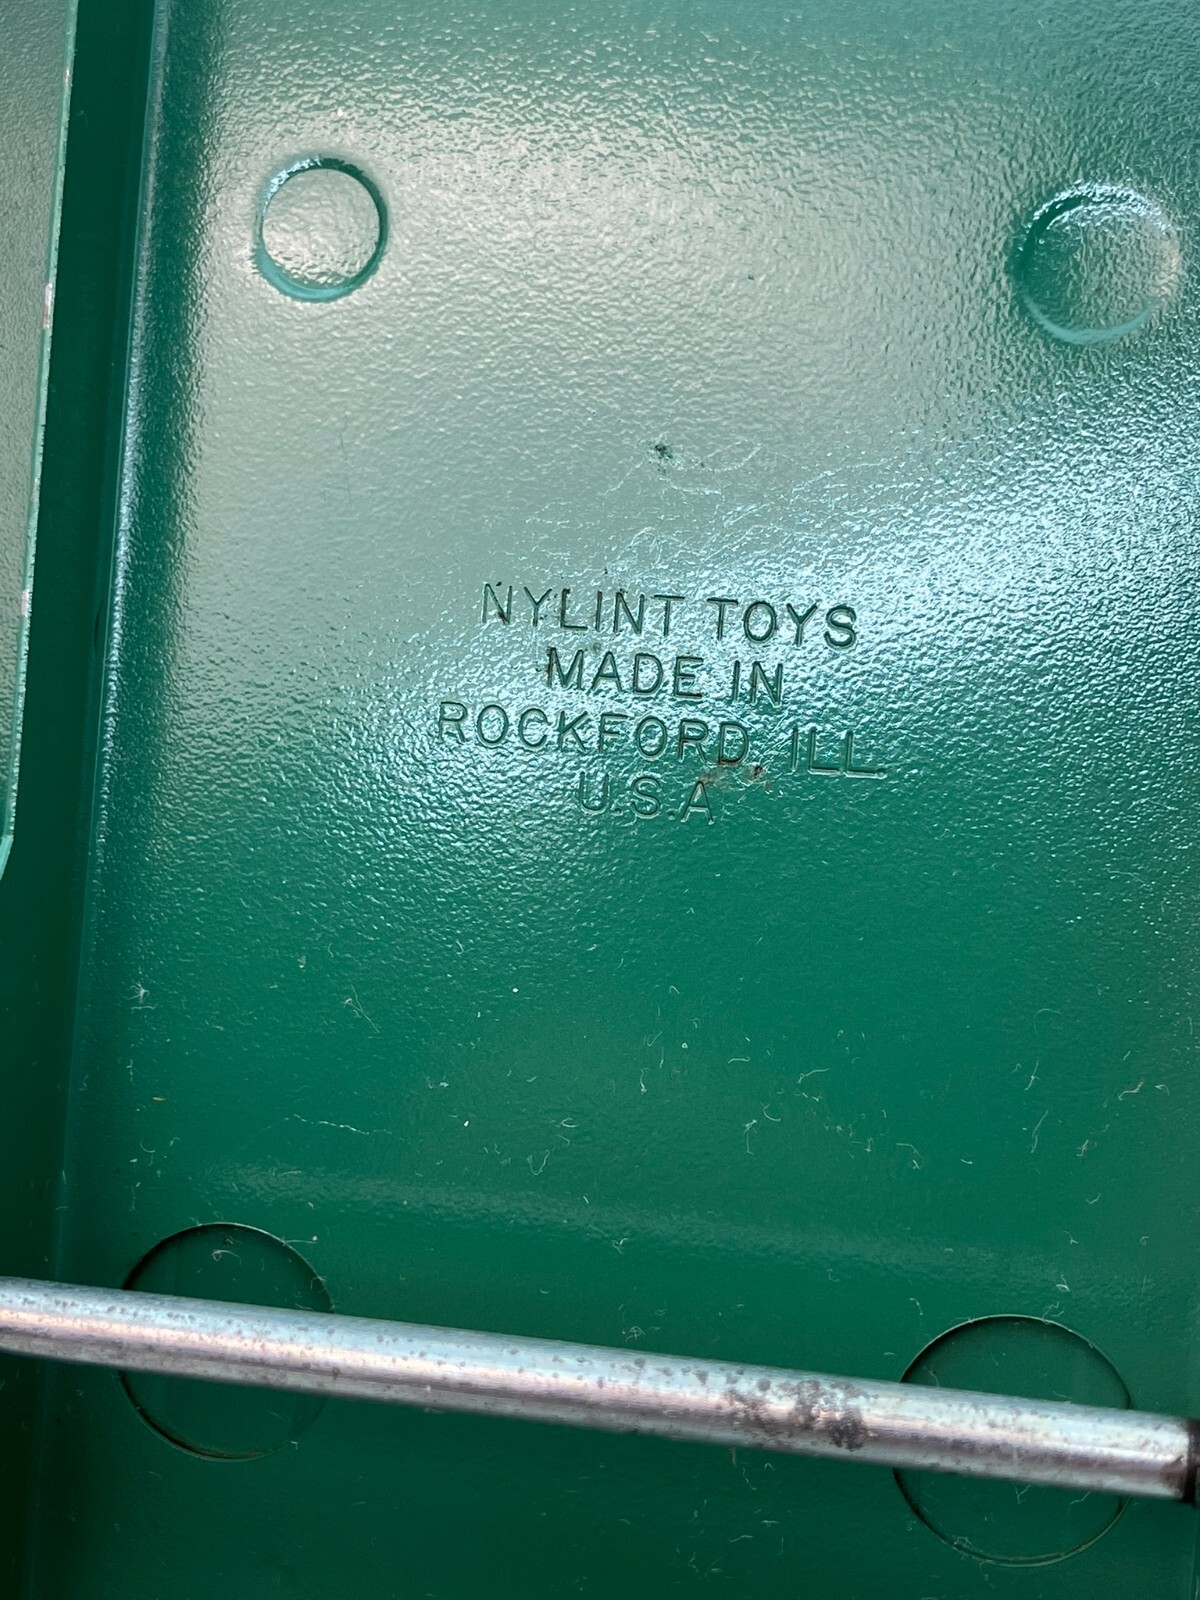 NYLINT TOYS
MADE IN
ROCKFORD, ILL.
U.S.A